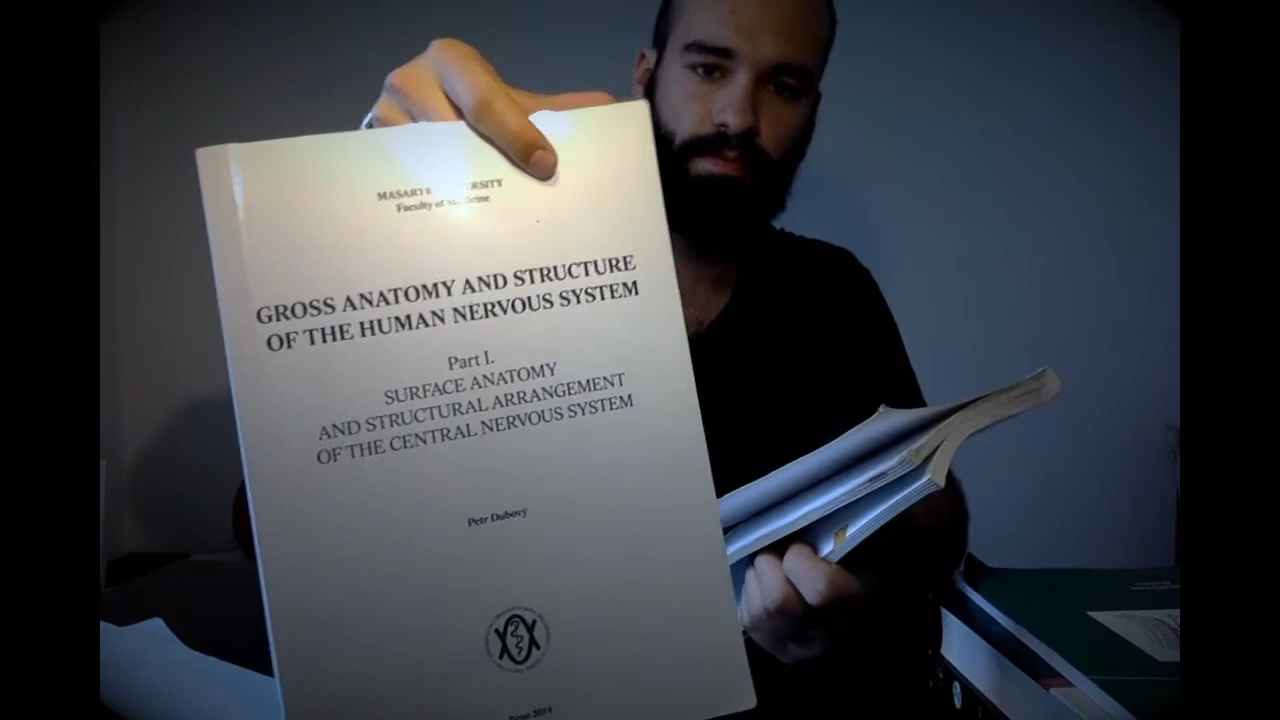 Faculty of
GROSS ANATOMY AND STRUCTURE
OF THE HUMAN NERVOUS SYSTEM
Part I.
SURFACE ANATOMY
AND STRUCTURAL ARRANGEMENT
OF THE CENTRAL NERVOUS SYSTEM
Petr Dubový
2014